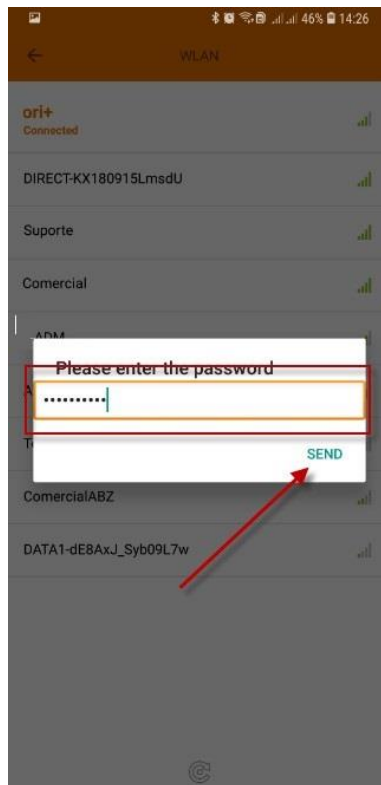 46% 14:26
WLAN
ori+
Connected
DIRECT-KX180915LmsdU
Suporte
Comercial
ADM
Please enter the password
••••••••••
SEND
ComercialABZ
DATA1-dE8AxJ_Syb09L7w